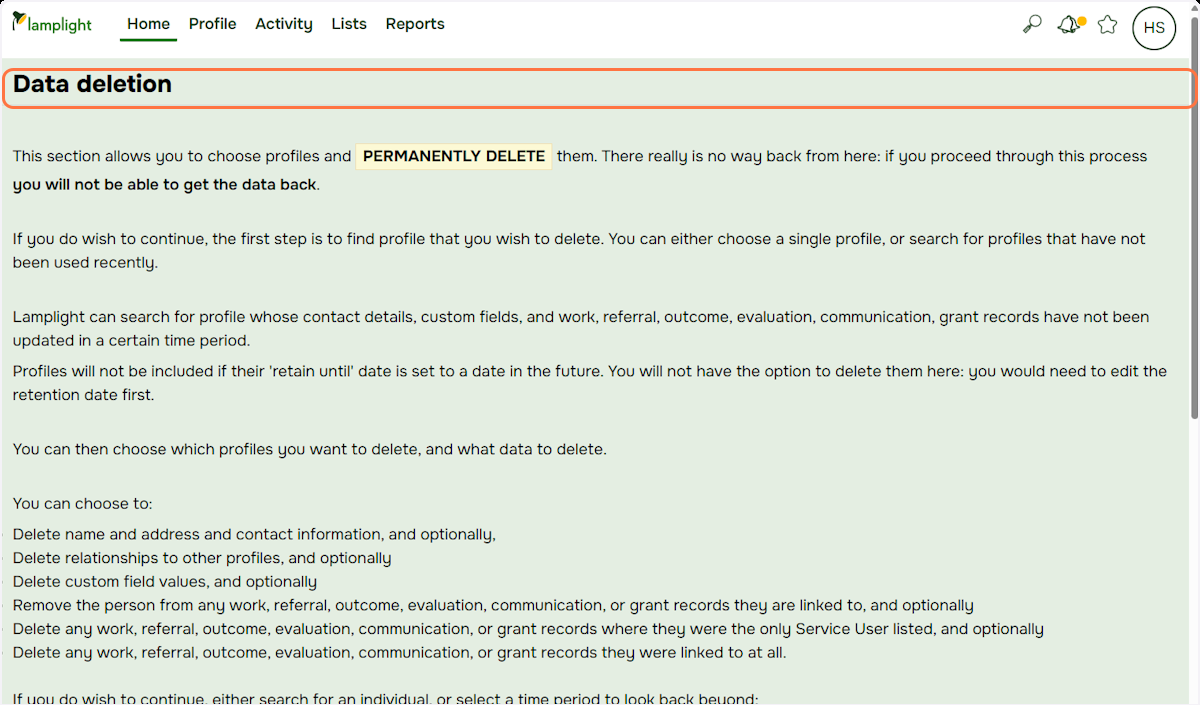 lamplight Home Profile Activity Lists Reports HS
Data deletion
This section allows you to choose profiles and PERMANENTLY DELETE them. There really is no way back from here: if you proceed through this process
you will not be able to get the data back.
If you do wish to continue, the first step is to find profile that you wish to delete. You can either choose a single profile, or search for profiles that have not
been used recently.
Lamplight can search for profile whose contact details, custom fields, and work, referral, outcome, evaluation, communication, grant records have not been
updated in a certain time period.
Profiles will not be included if their 'retain until' date is set to a date in the future. You will not have the option to delete them here: you would need to edit the
retention date first.
You can then choose which profiles you want to delete, and what data to delete.
You can choose to:
Delete name and address and contact information, and optionally,
Delete relationships to other profiles, and optionally
Delete custom field values, and optionally
Remove the person from any work, referral, outcome, evaluation, communication, or grant records they are linked to, and optionally
Delete any work, referral, outcome, evaluation, communication, or grant records where they were the only Service User listed, and optionally
Delete any work, referral, outcome, evaluation, communication, or grant records they were linked to at all.
If you do wish to continue, either search for an individual, or select a time period to look back beyond: